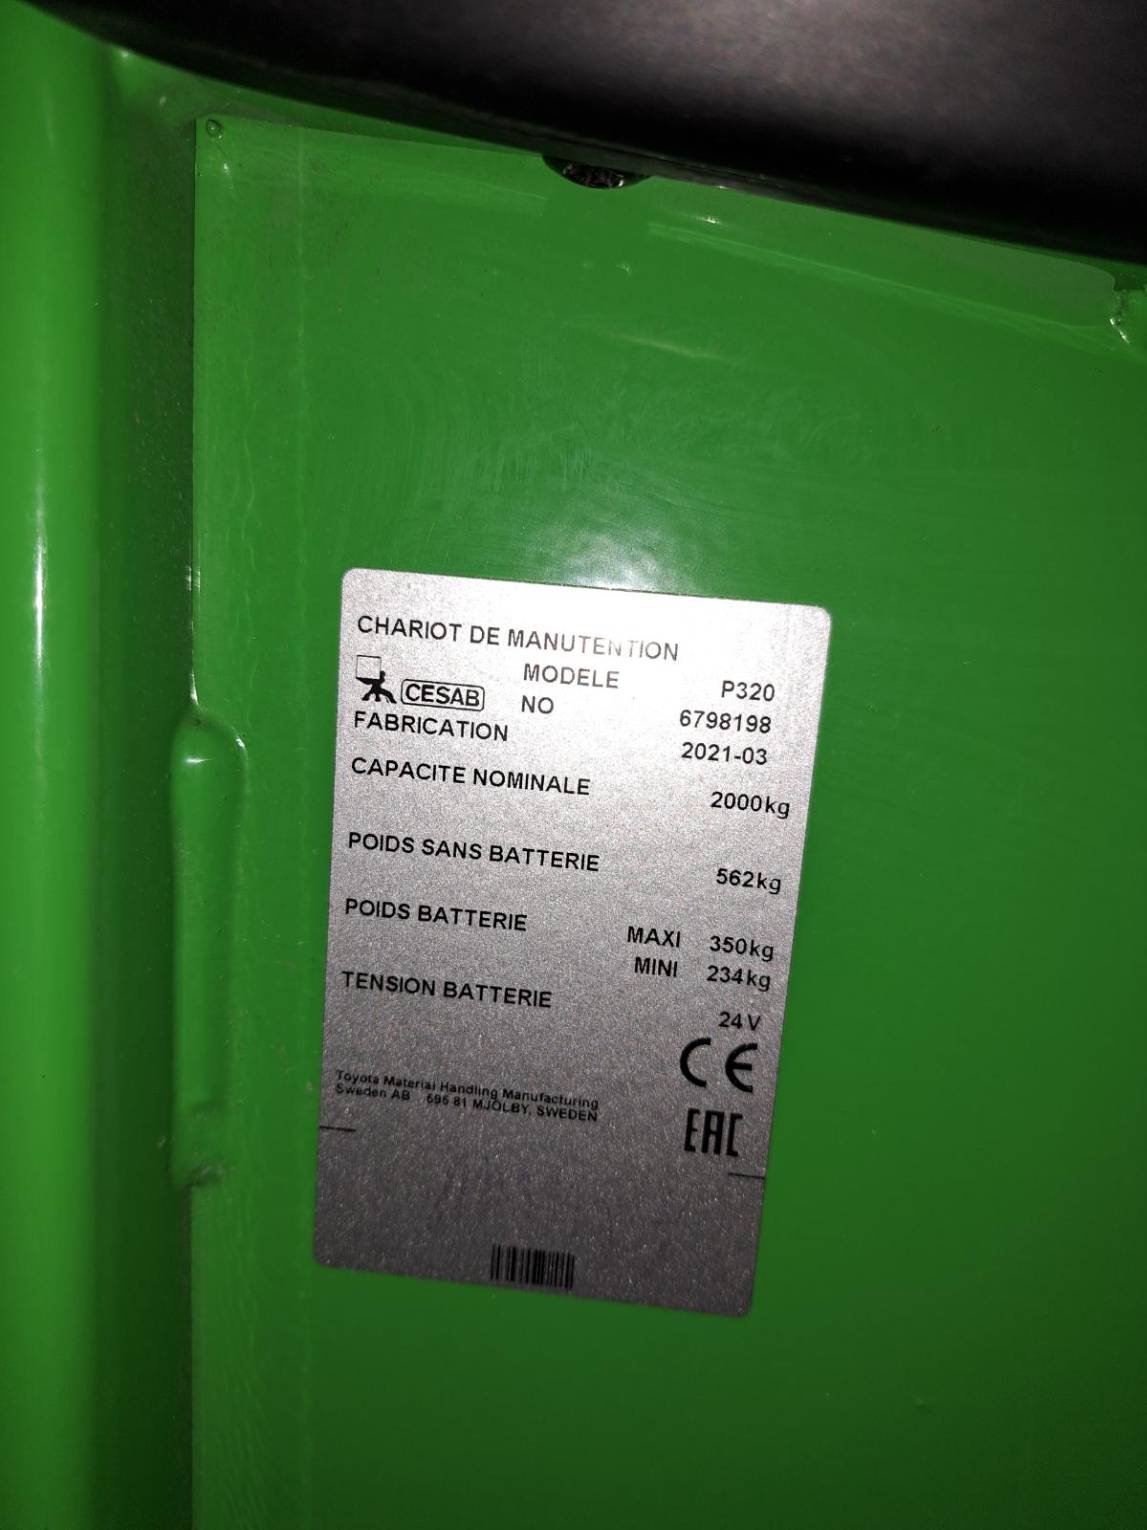 CHARIOT DE MANUTENTION
MODELE P320
CESAB NO 6798198
FABRICATION 2021-03
CAPACITE NOMINALE 2000kg
POIDS SANS BATTERIE 562kg
POIDS BATTERIE MAXI 350kg
MINI 234kg
TENSION BATTERIE 24V
CE
Toyota Material Handling Manufacturing
Sweden AB 595 81 MJÖLBY, SWEDEN
EAC